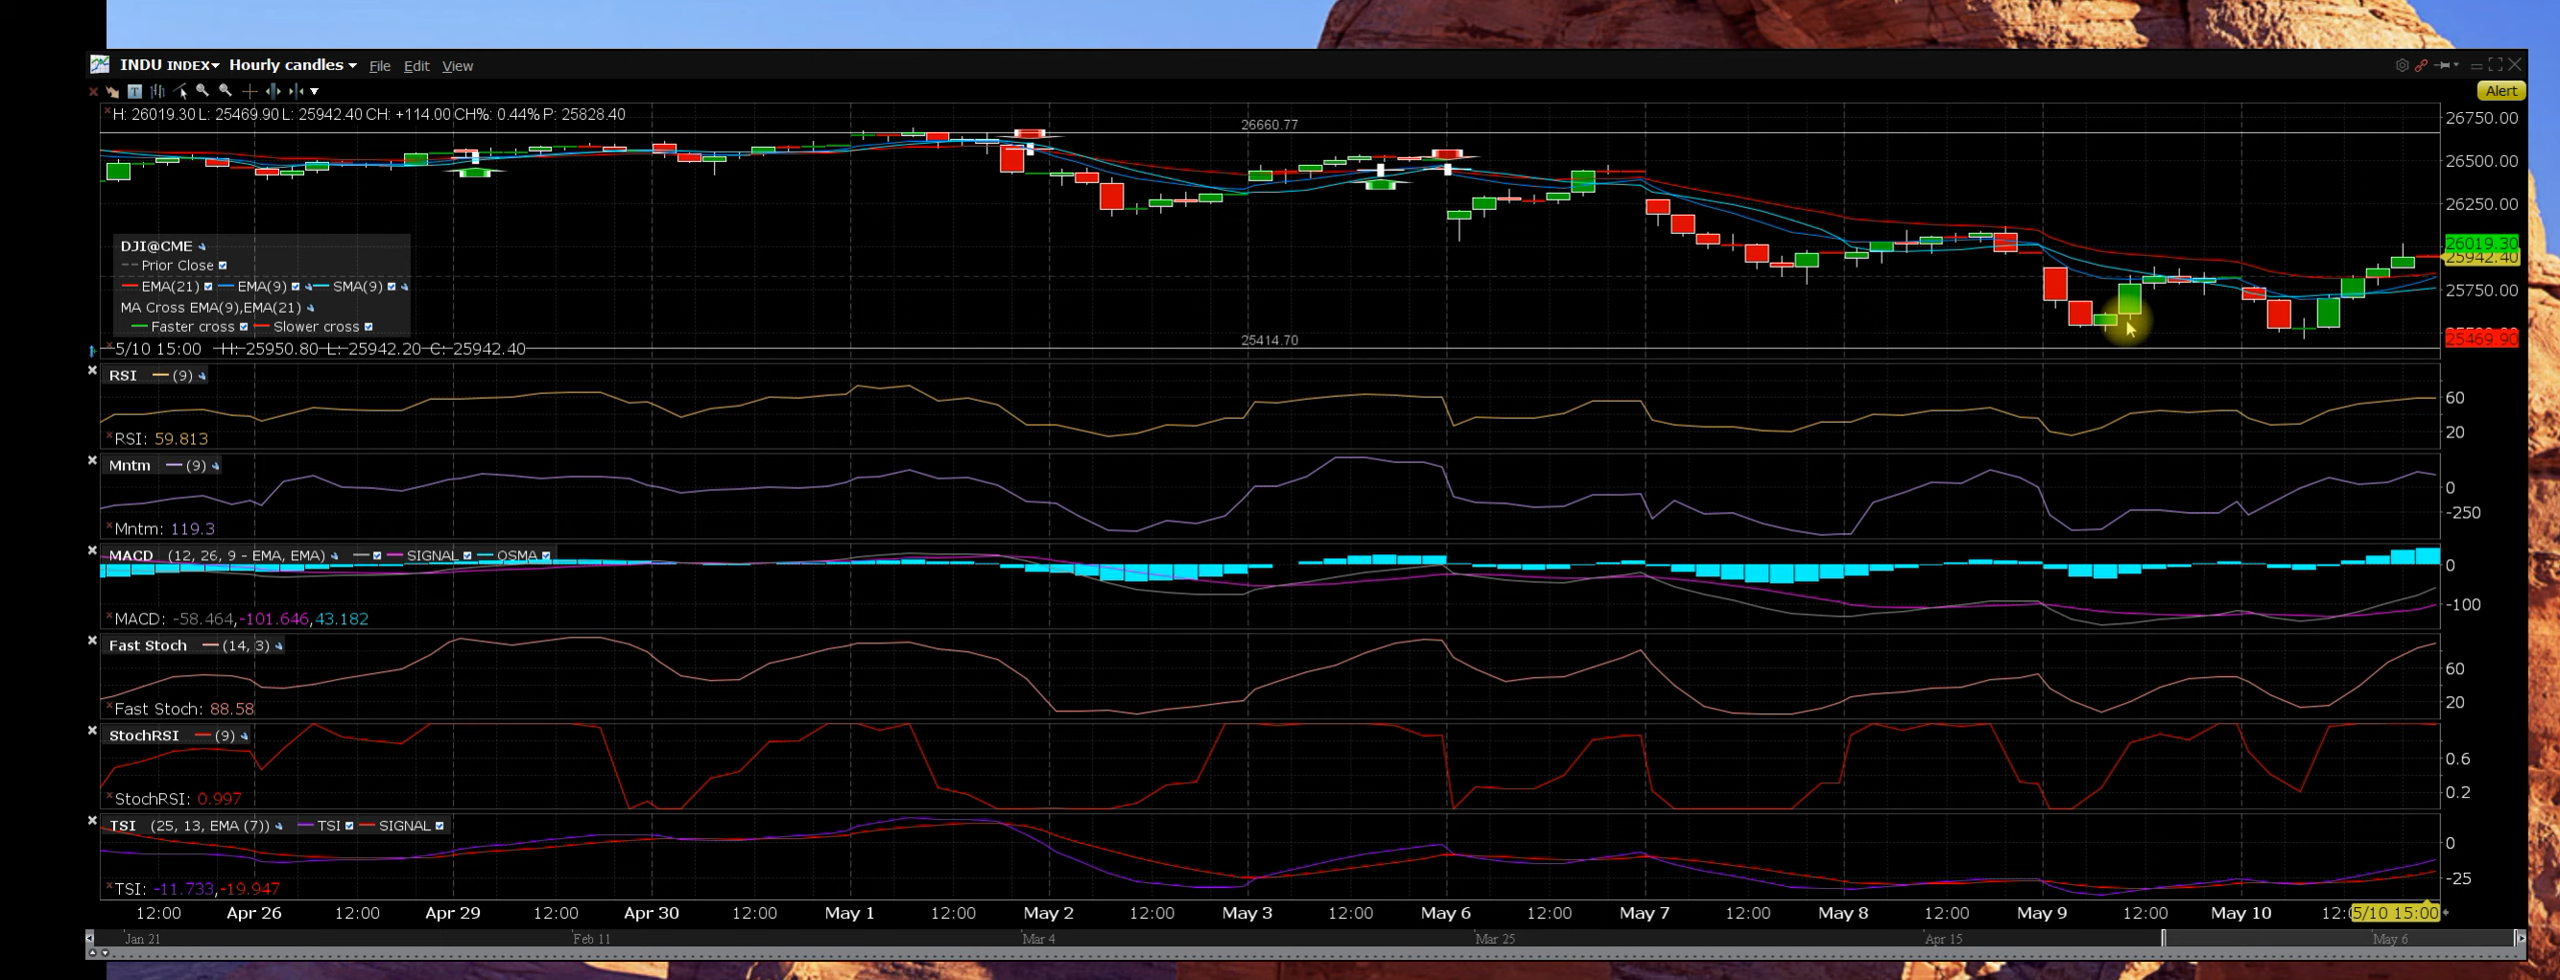 INDU INDEX Hourly candles File Edit View
Alert
H: 26019.30 L: 25469.90 L: 25942.40 CH: +114.00 CH%: 0.44% P: 25828.40
26660.77
26750.00
26500.00
26250.00
26019.30
25942.40
25750.00
25469.90
DJI@CME
Prior Close
EMA(21) EMA(9) SMA(9)
MA Cross EMA(9),EMA(21)
Faster cross Slower cross
25414.70
5/10 15:00 H: 25950.80 L: 25942.20 C: 25942.40
RSI (9)
60
20
RSI: 59.813
Mntm (9)
0
-250
Mntm: 119.3
MACD (12, 26, 9 - EMA, EMA) SIGNAL OSMA
0
-100
MACD: -58.464,-101.646,43.182
Fast Stoch (14, 3)
60
20
Fast Stoch: 88.58
StochRSI (9)
0.6
0.2
StochRSI: 0.997
TSI (25, 13, EMA (7)) TSI SIGNAL
0
-25
TSI: -11.733,-19.947
12:00 Apr 26 12:00 Apr 29 12:00 Apr 30 12:00 May 1 12:00 May 2 12:00 May 3 12:00 May 6 12:00 May 7 12:00 May 8 12:00 May 9 12:00 May 10 5/10 15:00
Jan 21 Feb 11 Mar 4 Mar 25 Apr 15 May 6